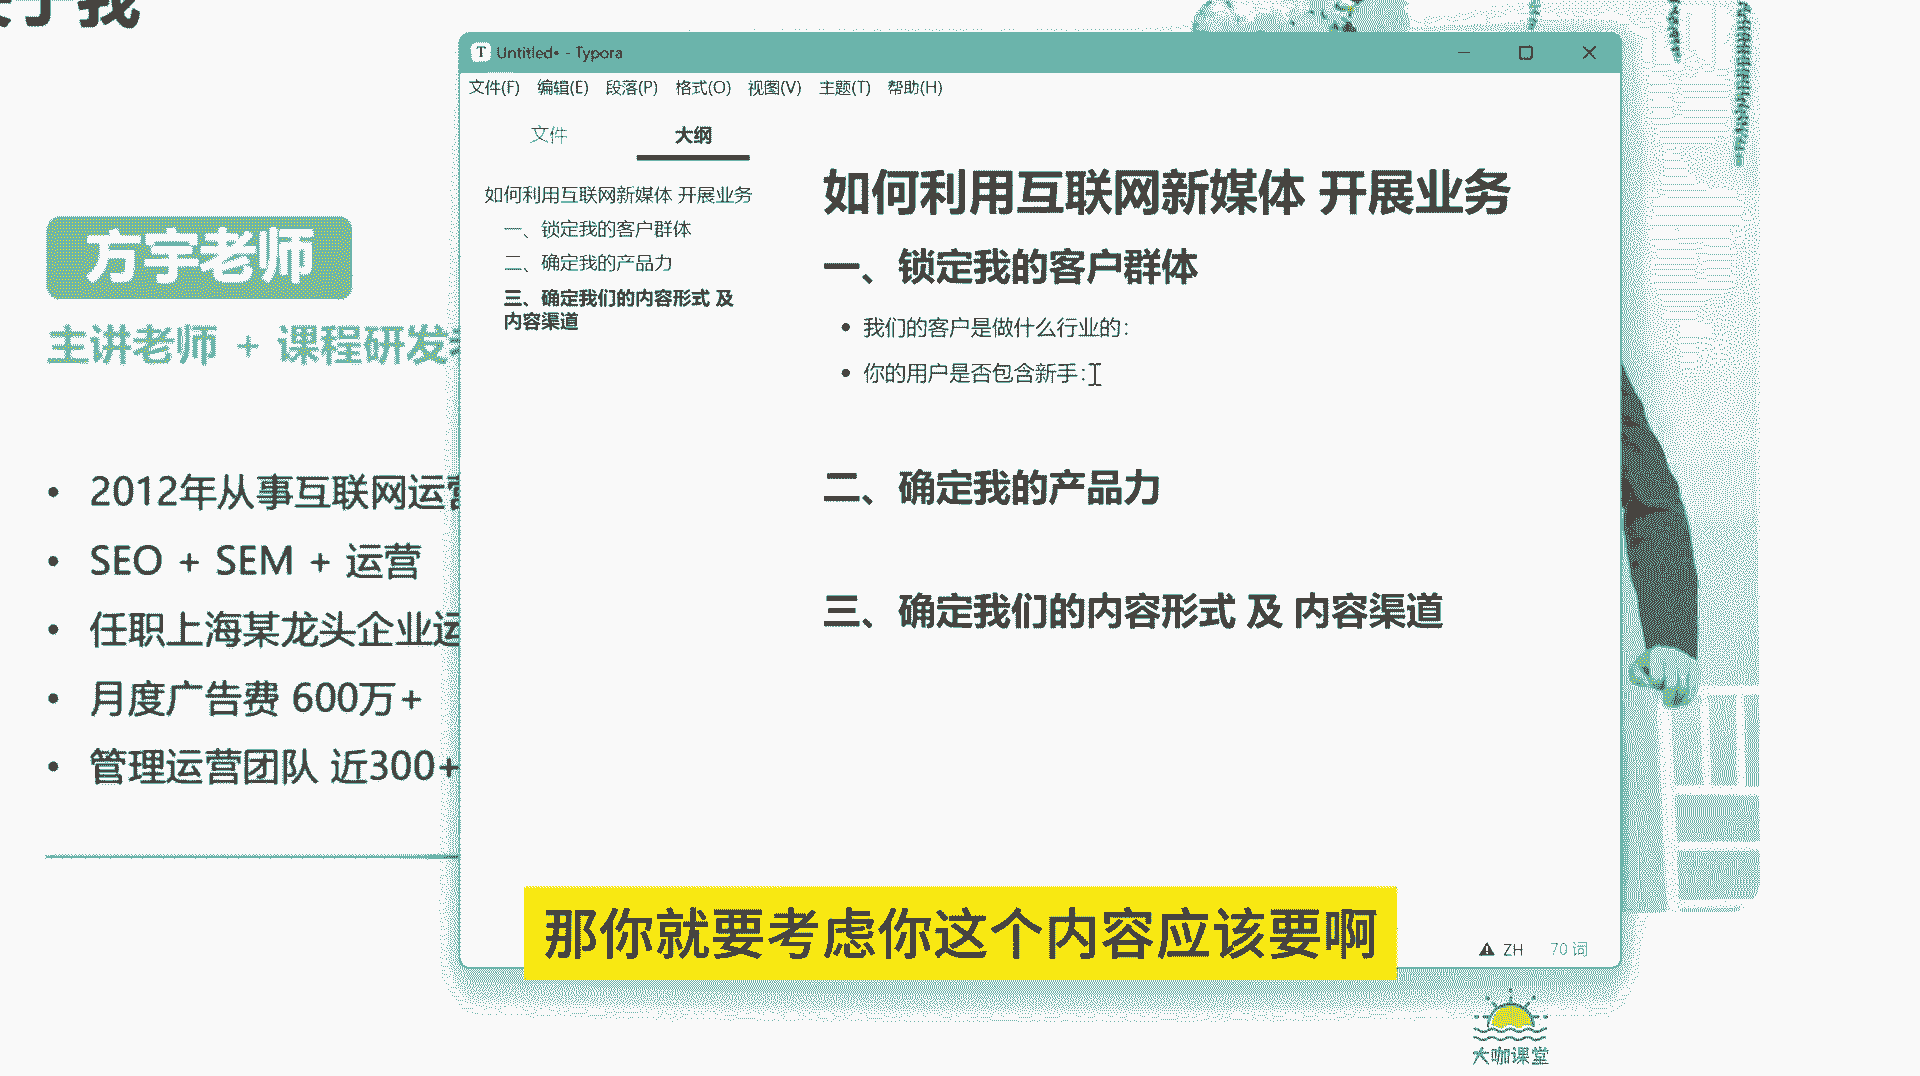 Untitled• - Typora
文件(F) 编辑(E) 段落(P) 格式(O) 视图(V) 主题(T) 帮助(H)
文件 大纲
如何利用互联网新媒体 开展业务
一、锁定我的客户群体
二、确定我的产品力
三、确定我们的内容形式 及
内容渠道
如何利用互联网新媒体 开展业务
一、锁定我的客户群体
• 我们的客户是做什么行业的:
• 你的用户是否包含新手:
二、确定我的产品力
三、确定我们的内容形式 及 内容渠道
ZH 70 词
我
方宇老师
主讲老师 + 课程研发
• 2012年从事互联网运营
• SEO + SEM + 运营
• 任职上海某龙头企业运
• 月度广告费 600万+
• 管理运营团队 近300+
那你就要考虑你这个内容应该要啊
大咖课堂